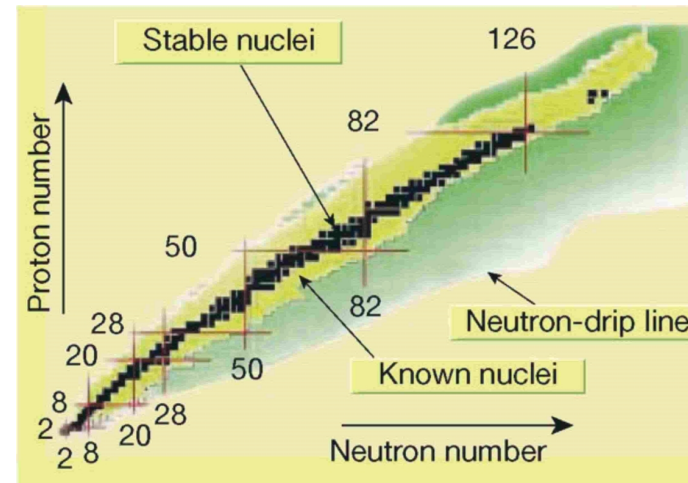 Stable nuclei
126
82
50
82
Proton number
28
20
50
8
28
2
20
2
8
Neutron-drip line
Known nuclei
Neutron number